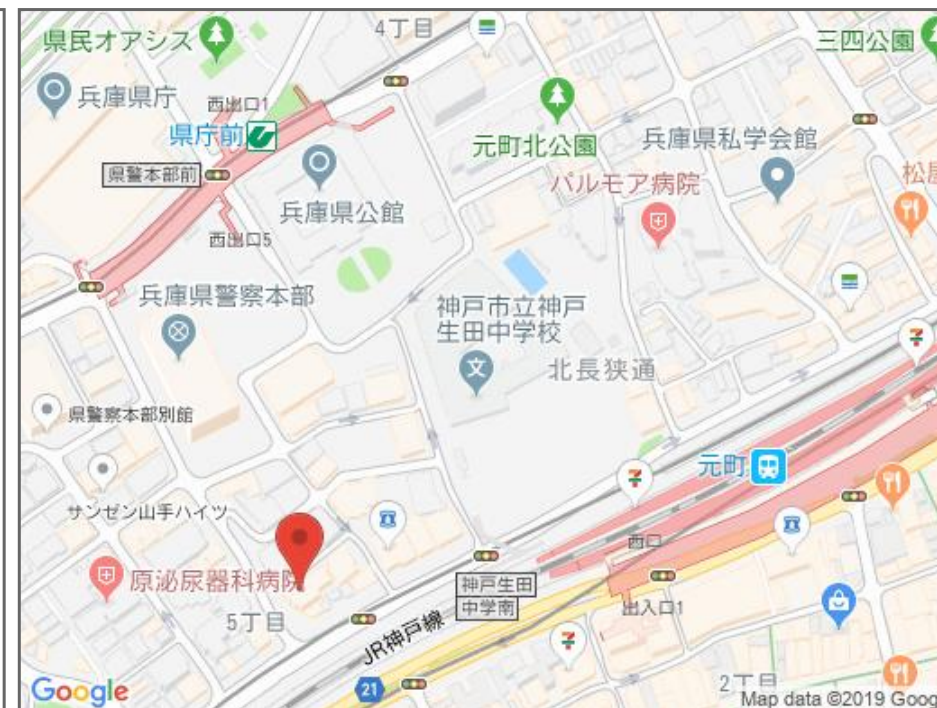 県民オアシス
4丁目
三四公園
兵庫県庁
西出口1
県庁前
元町北公園
兵庫県私学会館
県警本部前
パルモア病院
松屋
兵庫県公館
西出口5
兵庫県警察本部
神戸市立神戸
生田中学校
文
北長狭通
県警察本部別館
元町
サンゼン山手ハイツ
西口
原泌尿器科病院
神戸生田
中学南
出入口1
5丁目
JR神戸線
21
2丁目
Google
Map data ©2019 Goog